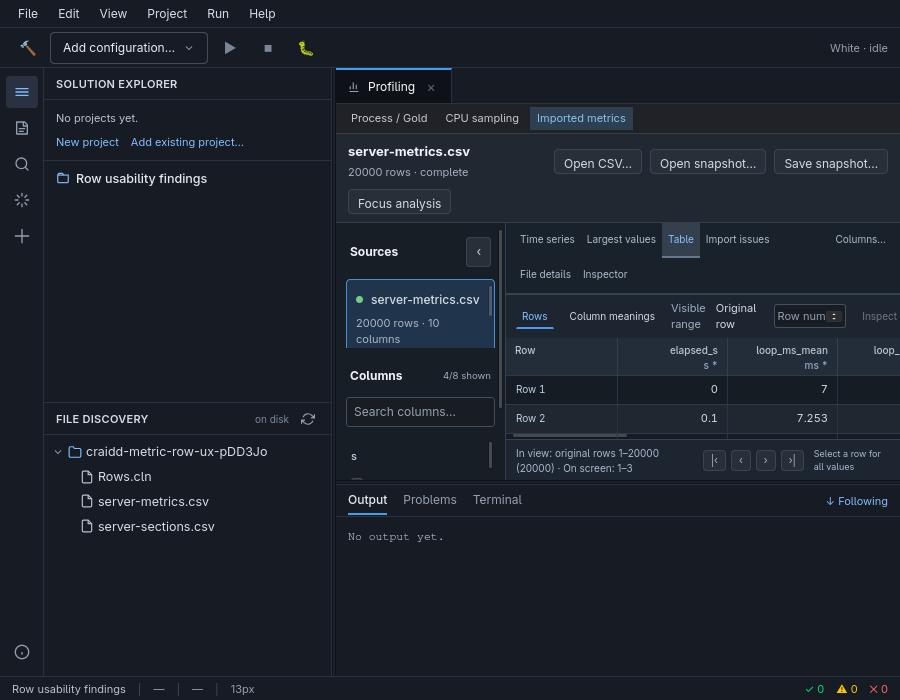 File Edit View Project Run Help
Add configuration...
White · idle
SOLUTION EXPLORER
No projects yet.
New project Add existing project...
Row usability findings
FILE DISCOVERY on disk
craidd-metric-row-ux-pDD3Jo
Rows.cln
server-metrics.csv
server-sections.csv
Profiling
Process / Gold CPU sampling Imported metrics
server-metrics.csv
20000 rows · complete
Open CSV... Open snapshot... Save snapshot...
Focus analysis
Sources
server-metrics.csv
20000 rows · 10
columns
Columns 4/8 shown
Search columns...
s
Time series Largest values Table Import issues Columns...
File details Inspector
Rows Column meanings Visible range Original row Row num Inspect
Row elapsed_s loop_ms_mean loop_
s * ms *
Row 1 0 7
Row 2 0.1 7.253
In view: original rows 1–20000
(20000) · On screen: 1–3
Select a row for
all values
Output Problems Terminal Following
No output yet.
Row usability findings — — 13px 0 0 0